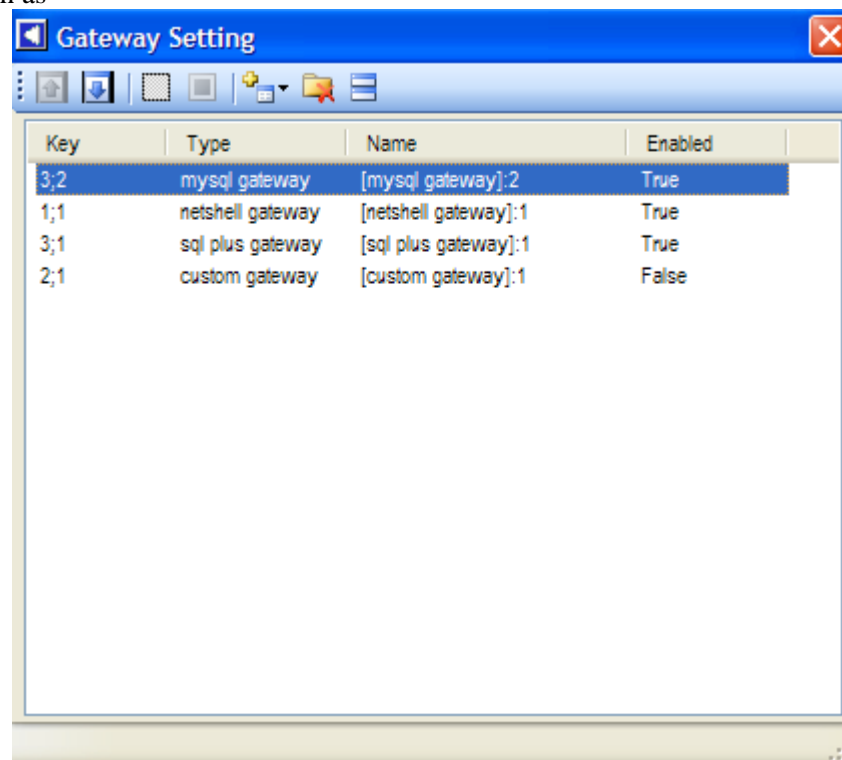 Gateway Setting
Key Type Name Enabled
3;2 mysql gateway [mysql gateway]:2 True
1;1 netshell gateway [netshell gateway]:1 True
3;1 sql plus gateway [sql plus gateway]:1 True
2;1 custom gateway [custom gateway]:1 False